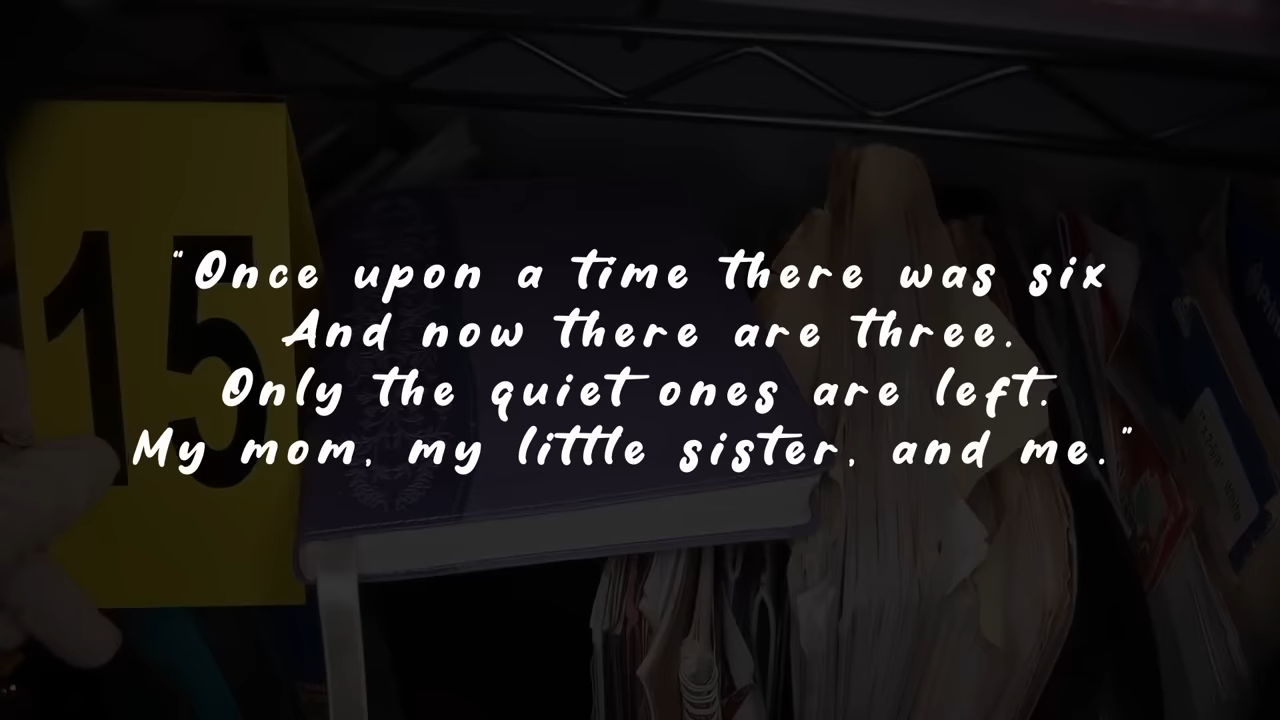 15
"Once upon a time there was six
And now there are three.
Only the quiet ones are left.
My mom, my little sister, and me."